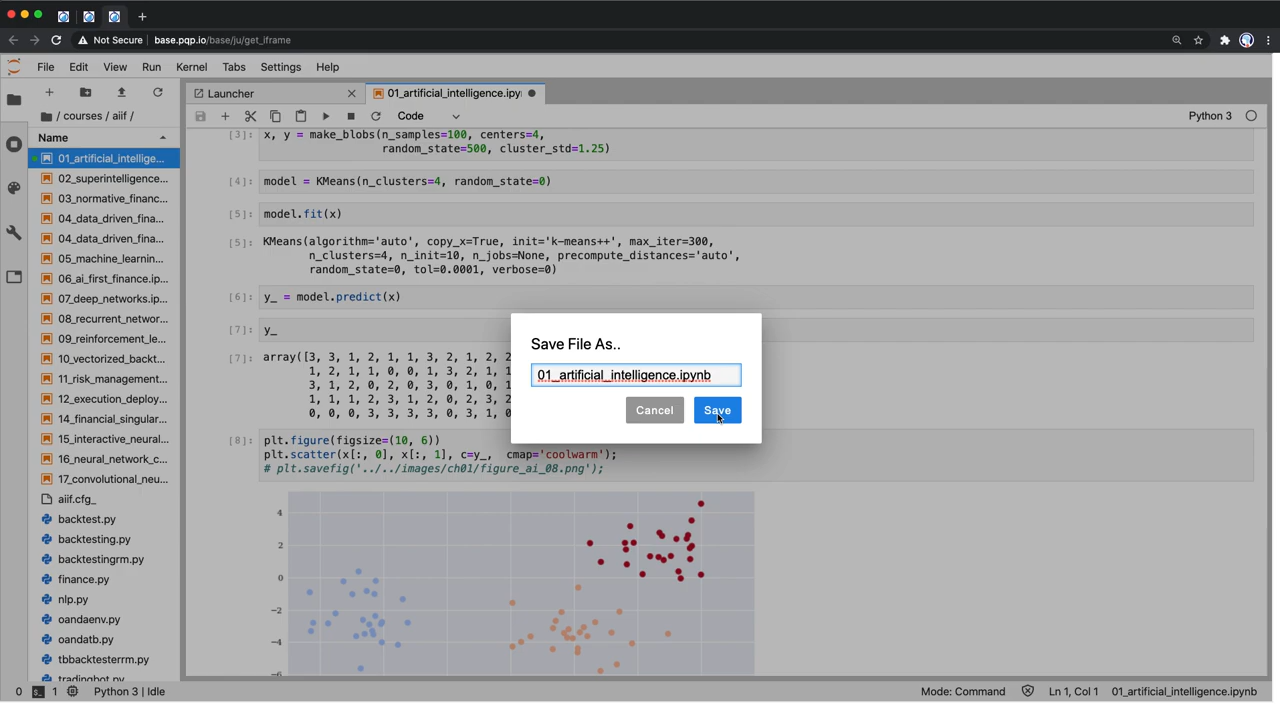 Not Secure | base.pqp.io/base/ju/get_iframe
File Edit View Run Kernel Tabs Settings Help
Launcher
01_artificial_intelligence.ipy
/ courses / aiif /
Code
Python 3
Name
01_artificial_intellige...
02_superintelligence...
03_normative_financ...
04_data_driven_fina...
04_data_driven_fina...
05_machine_learnin...
06_ai_first_finance.ip...
07_deep_networks.ip...
08_recurrent_networ...
09_reinforcement_le...
10_vectorized_backt...
11_risk_management...
12_execution_deploy...
14_financial_singular...
15_interactive_neural...
16_neural_network_c...
17_convolutional_neu...
aiif.cfg_
backtest.py
backtesting.py
backtestingrm.py
finance.py
nlp.py
oandaenv.py
oandatb.py
tbbacktesterrm.py
tradingbot.py
[3]: x, y = make_blobs(n_samples=100, centers=4,
random_state=500, cluster_std=1.25)
[4]: model = KMeans(n_clusters=4, random_state=0)
[5]: model.fit(x)
[5]: KMeans(algorithm='auto', copy_x=True, init='k-means++', max_iter=300,
n_clusters=4, n_init=10, n_jobs=None, precompute_distances='auto',
random_state=0, tol=0.0001, verbose=0)
[6]: y_ = model.predict(x)
[7]: y_
[7]: array([3, 3, 1, 2, 1, 1, 3, 2, 1, 2, 2
1, 2, 1, 1, 0, 0, 1, 3, 2, 1, 1
3, 1, 2, 0, 2, 0, 3, 0, 1, 0, 1
1, 1, 1, 3, 2, 1, 2, 0, 2, 3, 2
0, 0, 0, 3, 3, 3, 3, 0, 3, 1, 0
Save File As..
01_artificial_intelligence.ipynb
Cancel Save
[8]: plt.figure(figsize=(10, 6))
plt.scatter(x[:, 0], x[:, 1], c=y_, cmap='coolwarm');
# plt.savefig('../../images/ch01/figure_ai_08.png');
4
2
0
−2
−4
−6
0 1 Python 3 | Idle
Mode: Command Ln 1, Col 1 01_artificial_intelligence.ipynb